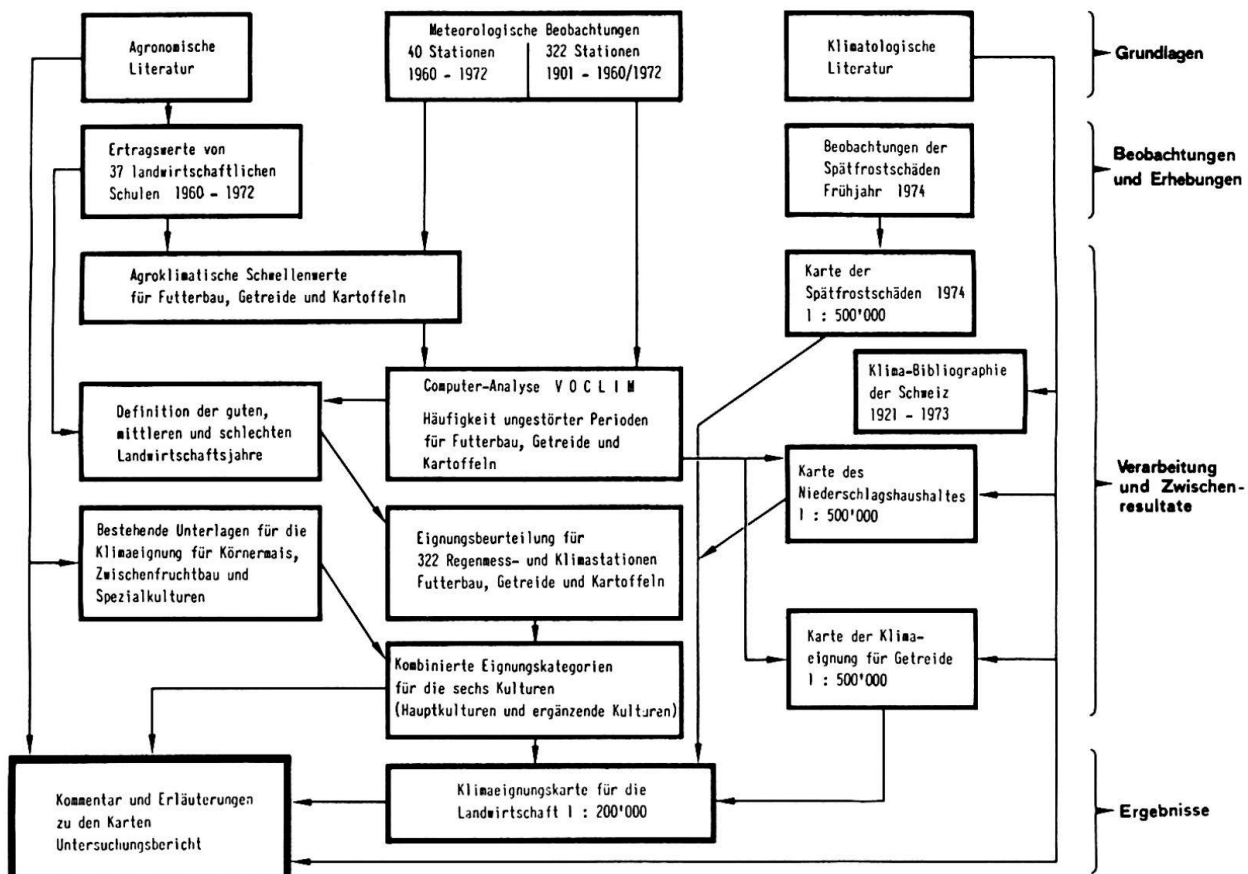 Agronomische
Literatur
Meteorologische Beobachtungen
40 Stationen
1960 - 1972
322 Stationen
1901 - 1960/1972
Klimatologische
Literatur
Grundlagen
Ertragswerte von
37 landwirtschaftlichen
Schulen 1960 - 1972
Beobachtungen der
Spätfrostschäden
Frühjahr 1974
Beobachtungen
und Erhebungen
Agroklimatische Schwellenwerte
für Futterbau, Getreide und Kartoffeln
Karte der
Spätfrostschäden 1974
1 : 500'000
Klima-Bibliographie
der Schweiz
1921 - 1973
Definition der guten,
mittleren und schlechten
Landwirtschaftsjahre
Computer-Analyse V O C L I M
Häufigkeit ungestörter Perioden
für Futterbau, Getreide und
Kartoffeln
Karte des
Niederschlagshaushaltes
1 : 500'000
Verarbeitung
und Zwischen-
resultate
Bestehende Unterlagen für die
Klimaeignung für Körnermais,
Zwischenfruchtbau und
Spezialkulturen
Eignungsbeurteilung für
322 Regenmess- und Klimastationen
Futterbau, Getreide und Kartoffeln
Kombinierte Eignungskategorien
für die sechs Kulturen
(Hauptkulturen und ergänzende Kulturen)
Karte der Klima-
eignung für Getreide
1 : 500'000
Kommentar und Erläuterungen
zu den Karten
Untersuchungsbericht
Klimaeignungskarte für die
Landwirtschaft 1 : 200'000
Ergebnisse